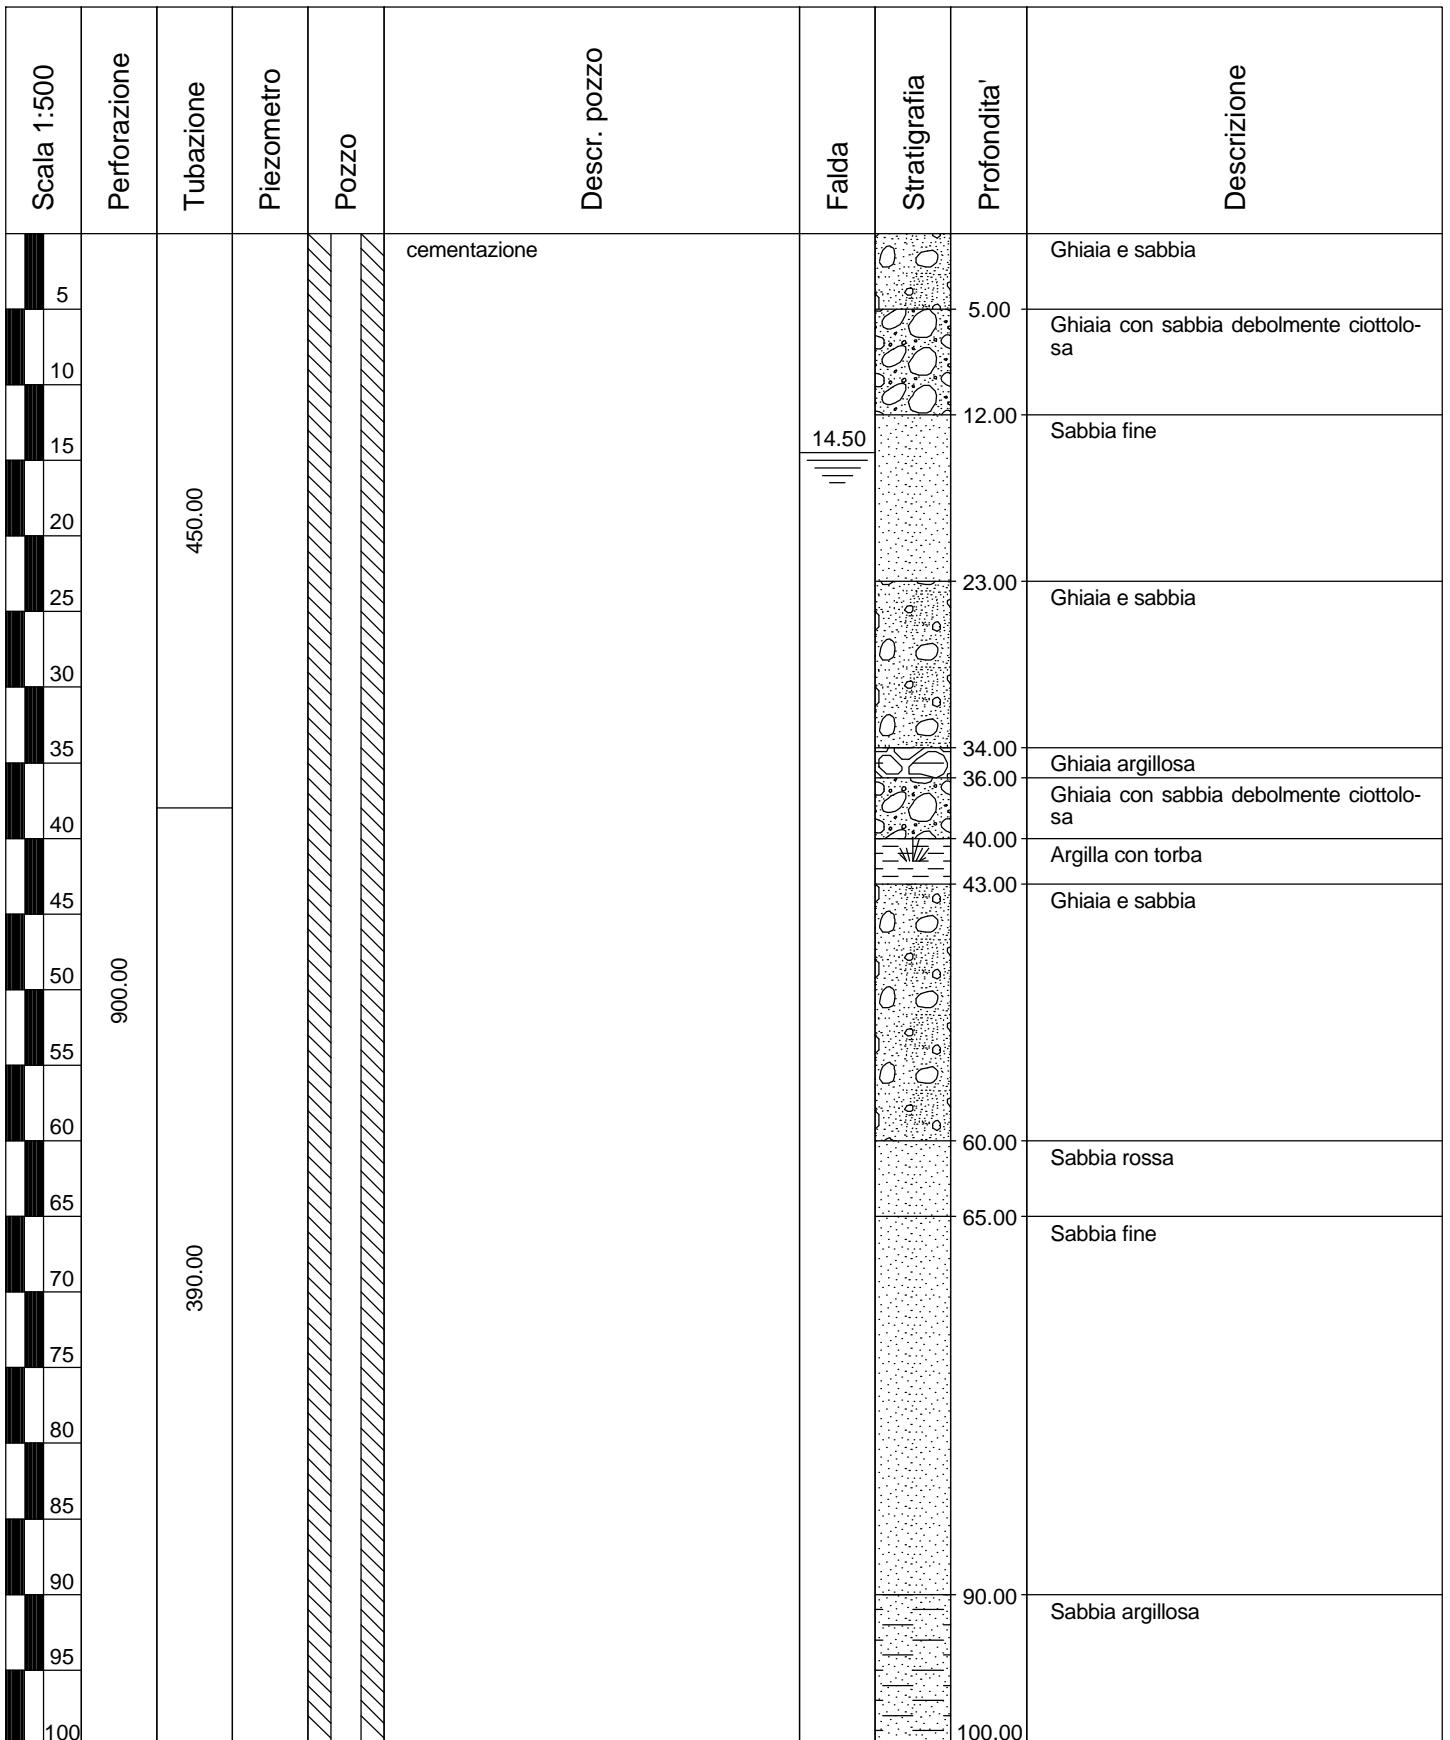 Scala 1:500
Perforazione
Tubazione
Piezometro
Pozzo
Descr. pozzo
Falda
Stratigrafia
Profondita'
Descrizione
cementazione
Ghiaia e sabbia
5
5.00
Ghiaia con sabbia debolmente ciottolo-
sa
10
12.00
Sabbia fine
14.50
15
450.00
20
23.00
25
Ghiaia e sabbia
30
34.00
35
Ghiaia argillosa
36.00
Ghiaia con sabbia debolmente ciottolo-
sa
40
40.00
Argilla con torba
43.00
45
Ghiaia e sabbia
50
900.00
55
60
60.00
Sabbia rossa
65
65.00
Sabbia fine
70
390.00
75
80
85
90
90.00
Sabbia argillosa
95
100
100.00